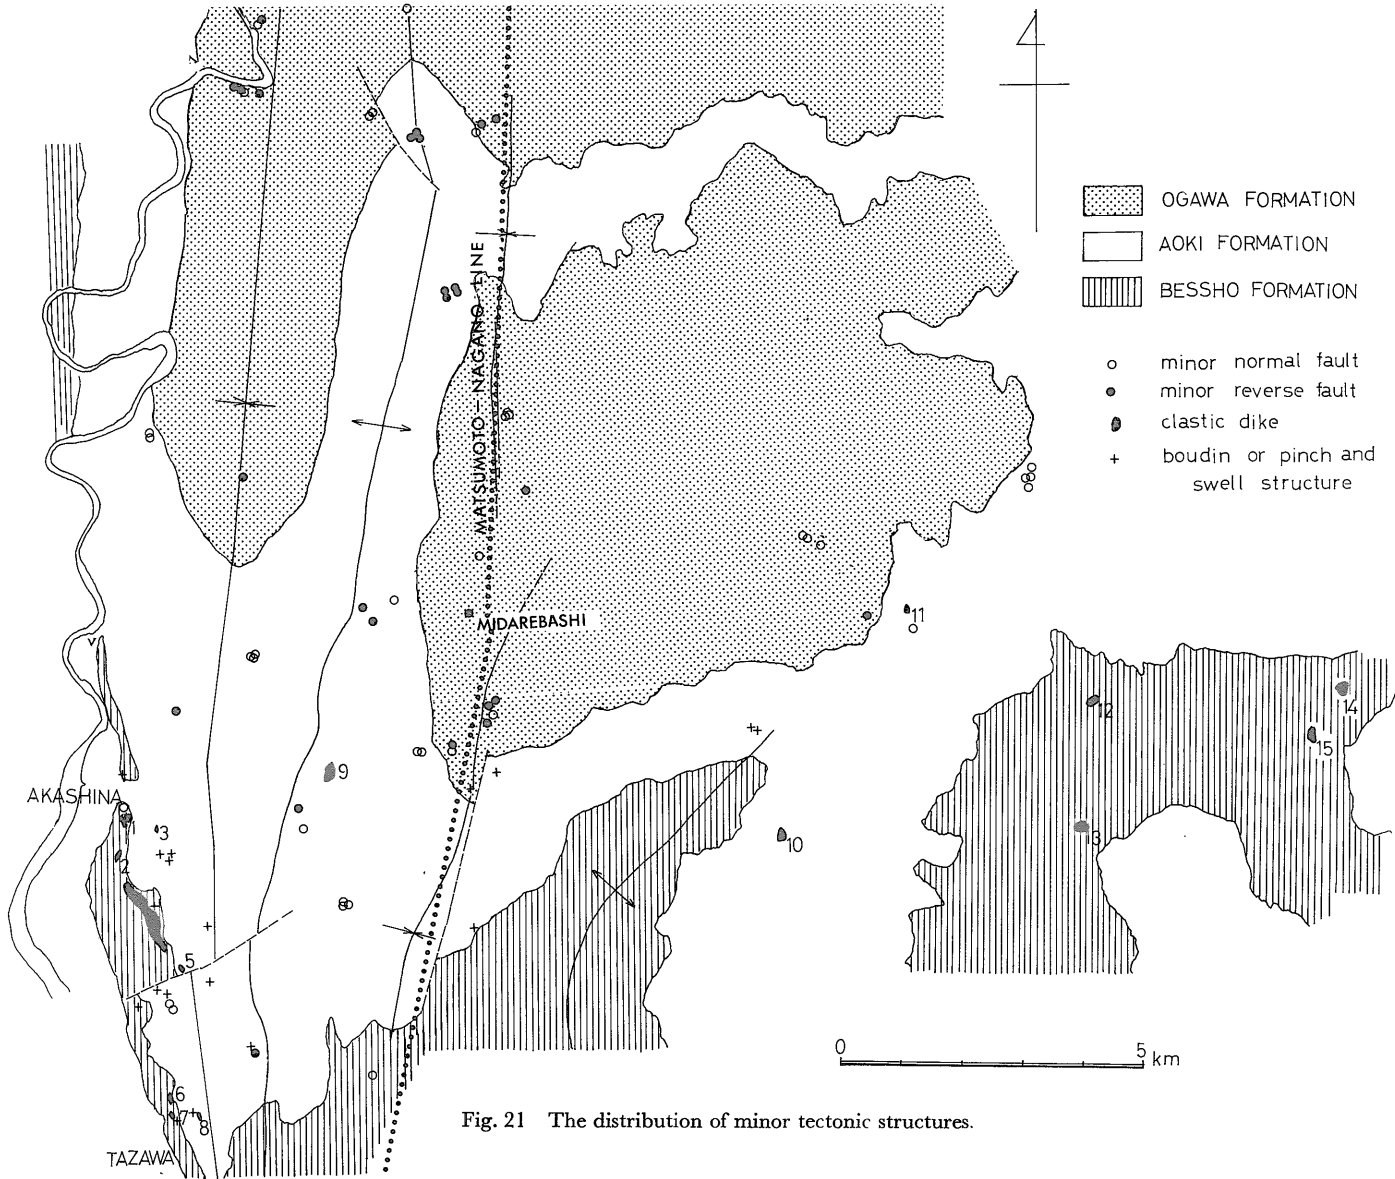 OGAWA FORMATION
AOKI FORMATION
BESSHO FORMATION
minor normal fault
minor reverse fault
clastic dike
boudin or pinch and
swell structure
MATSUMOTO—NAGANO LINE
MIDAREBASHI
11
12
14
15
9
AKASHINA
1
3
10
13
2
5
0 5 km
6
7
TAZAWA
Fig. 21 The distribution of minor tectonic structures.